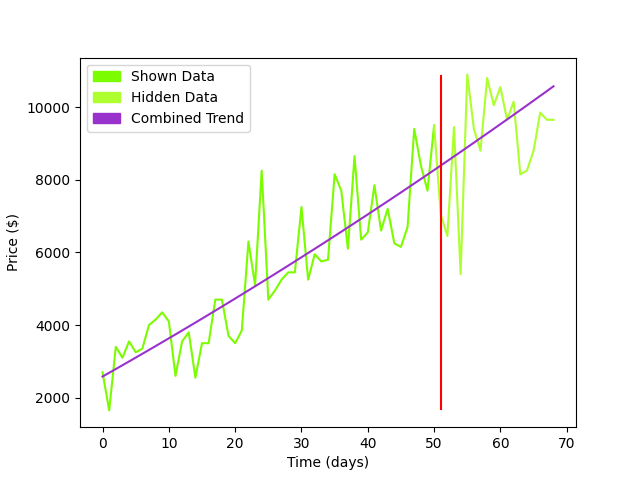 Shown Data
Hidden Data
Combined Trend
10000
8000
6000
4000
2000
Price ($)
0 10 20 30 40 50 60 70
Time (days)